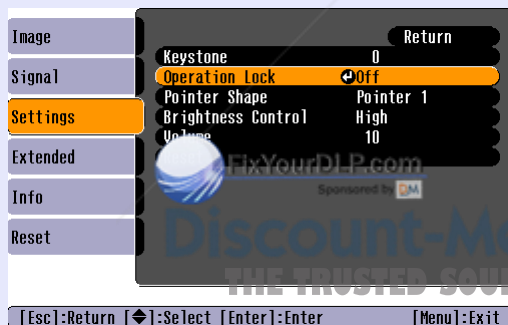 Image
Signal
Settings
Extended
Info
Reset
Return
Keystone 0
Operation Lock Off
Pointer Shape Pointer 1
Brightness Control High
Volume 10
FixYourDLP.com
Sponsored by DM
Discount-Me
THE TRUSTED SOU
[Esc]:Return [◆]:Select [Enter]:Enter [Menu]:Exit